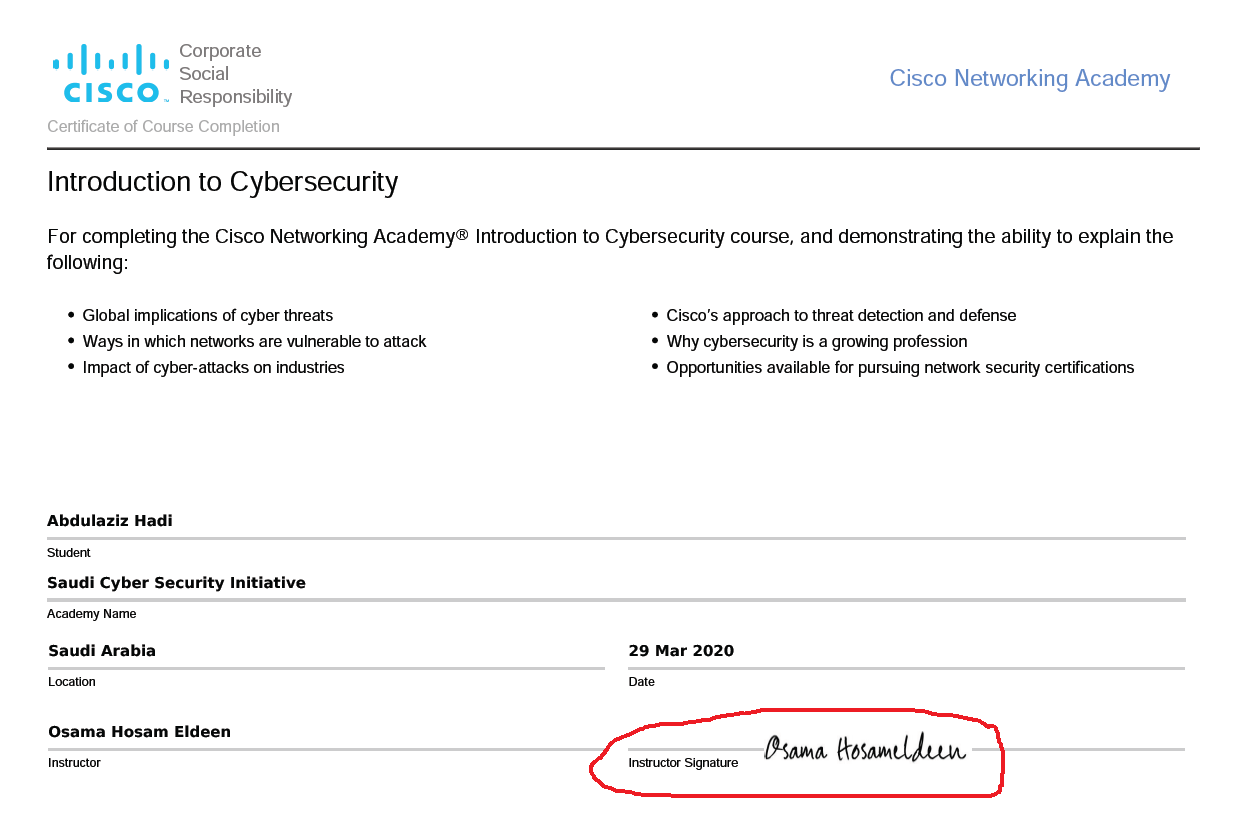 Corporate
Social
Responsibility
CISCO™
Cisco Networking Academy
Certificate of Course Completion
Introduction to Cybersecurity
For completing the Cisco Networking Academy® Introduction to Cybersecurity course, and demonstrating the ability to explain the
following:
• Global implications of cyber threats
• Ways in which networks are vulnerable to attack
• Impact of cyber-attacks on industries
• Cisco's approach to threat detection and defense
• Why cybersecurity is a growing profession
• Opportunities available for pursuing network security certifications
Abdulaziz Hadi
Student
Saudi Cyber Security Initiative
Academy Name
Saudi Arabia
Location
29 Mar 2020
Date
Osama Hosam Eldeen
Instructor
Osama Hosameldeen
Instructor Signature